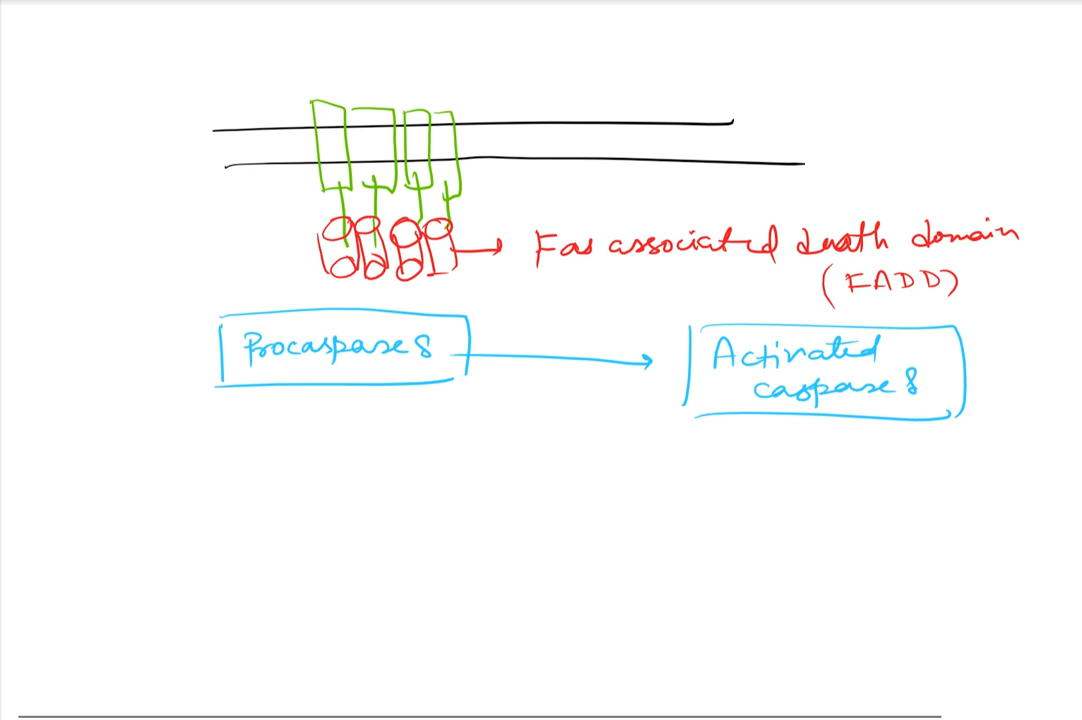 Fas associated death domain
(FADD)
Procaspase 8
Activated
caspase 8